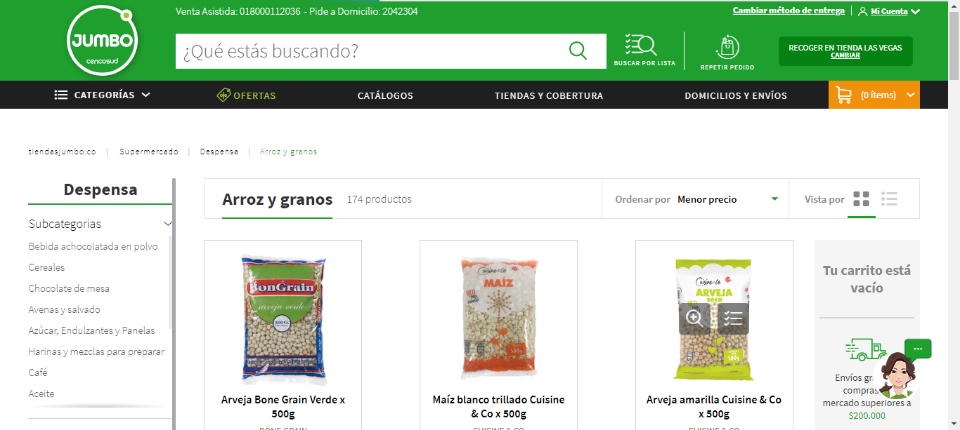 Venta Asistida: 018000112036 - Pide a Domicilio: 2042304
Cambiar método de entrega
Mi Cuenta
JUMBO
cencosud
¿Qué estás buscando?
BUSCAR POR LISTA
REPETIR PEDIDO
RECOGER EN TIENDA LAS VEGAS
CAMBIAR
CATEGORÍAS
OFERTAS
CATÁLOGOS
TIENDAS Y COBERTURA
DOMICILIOS Y ENVÍOS
(0 ítems)
tiendasjumbo.co | Supermercado | Despensa | Arroz y granos
Despensa
Subcategorias
Bebida achocolatada en polvo
Cereales
Chocolate de mesa
Avenas y salvado
Azúcar, Endulzantes y Panelas
Harinas y mezclas para preparar
Café
Aceite
Arroz y granos
174 productos
Ordenar por
Menor precio
Vista por
BonGrain
arveja verde
Cuisine & Co
MAÍZ
Cuisine & Co
ARVEJA
Arveja Bone Grain Verde x
500g
BONE GRAIN
Maíz blanco trillado Cuisine
& Co x 500g
CUISINE & CO
Arveja amarilla Cuisine & Co
x 500g
CUISINE & CO
Tu carrito está
vacío
Envíos
compras
mercado superiores a
$200.000